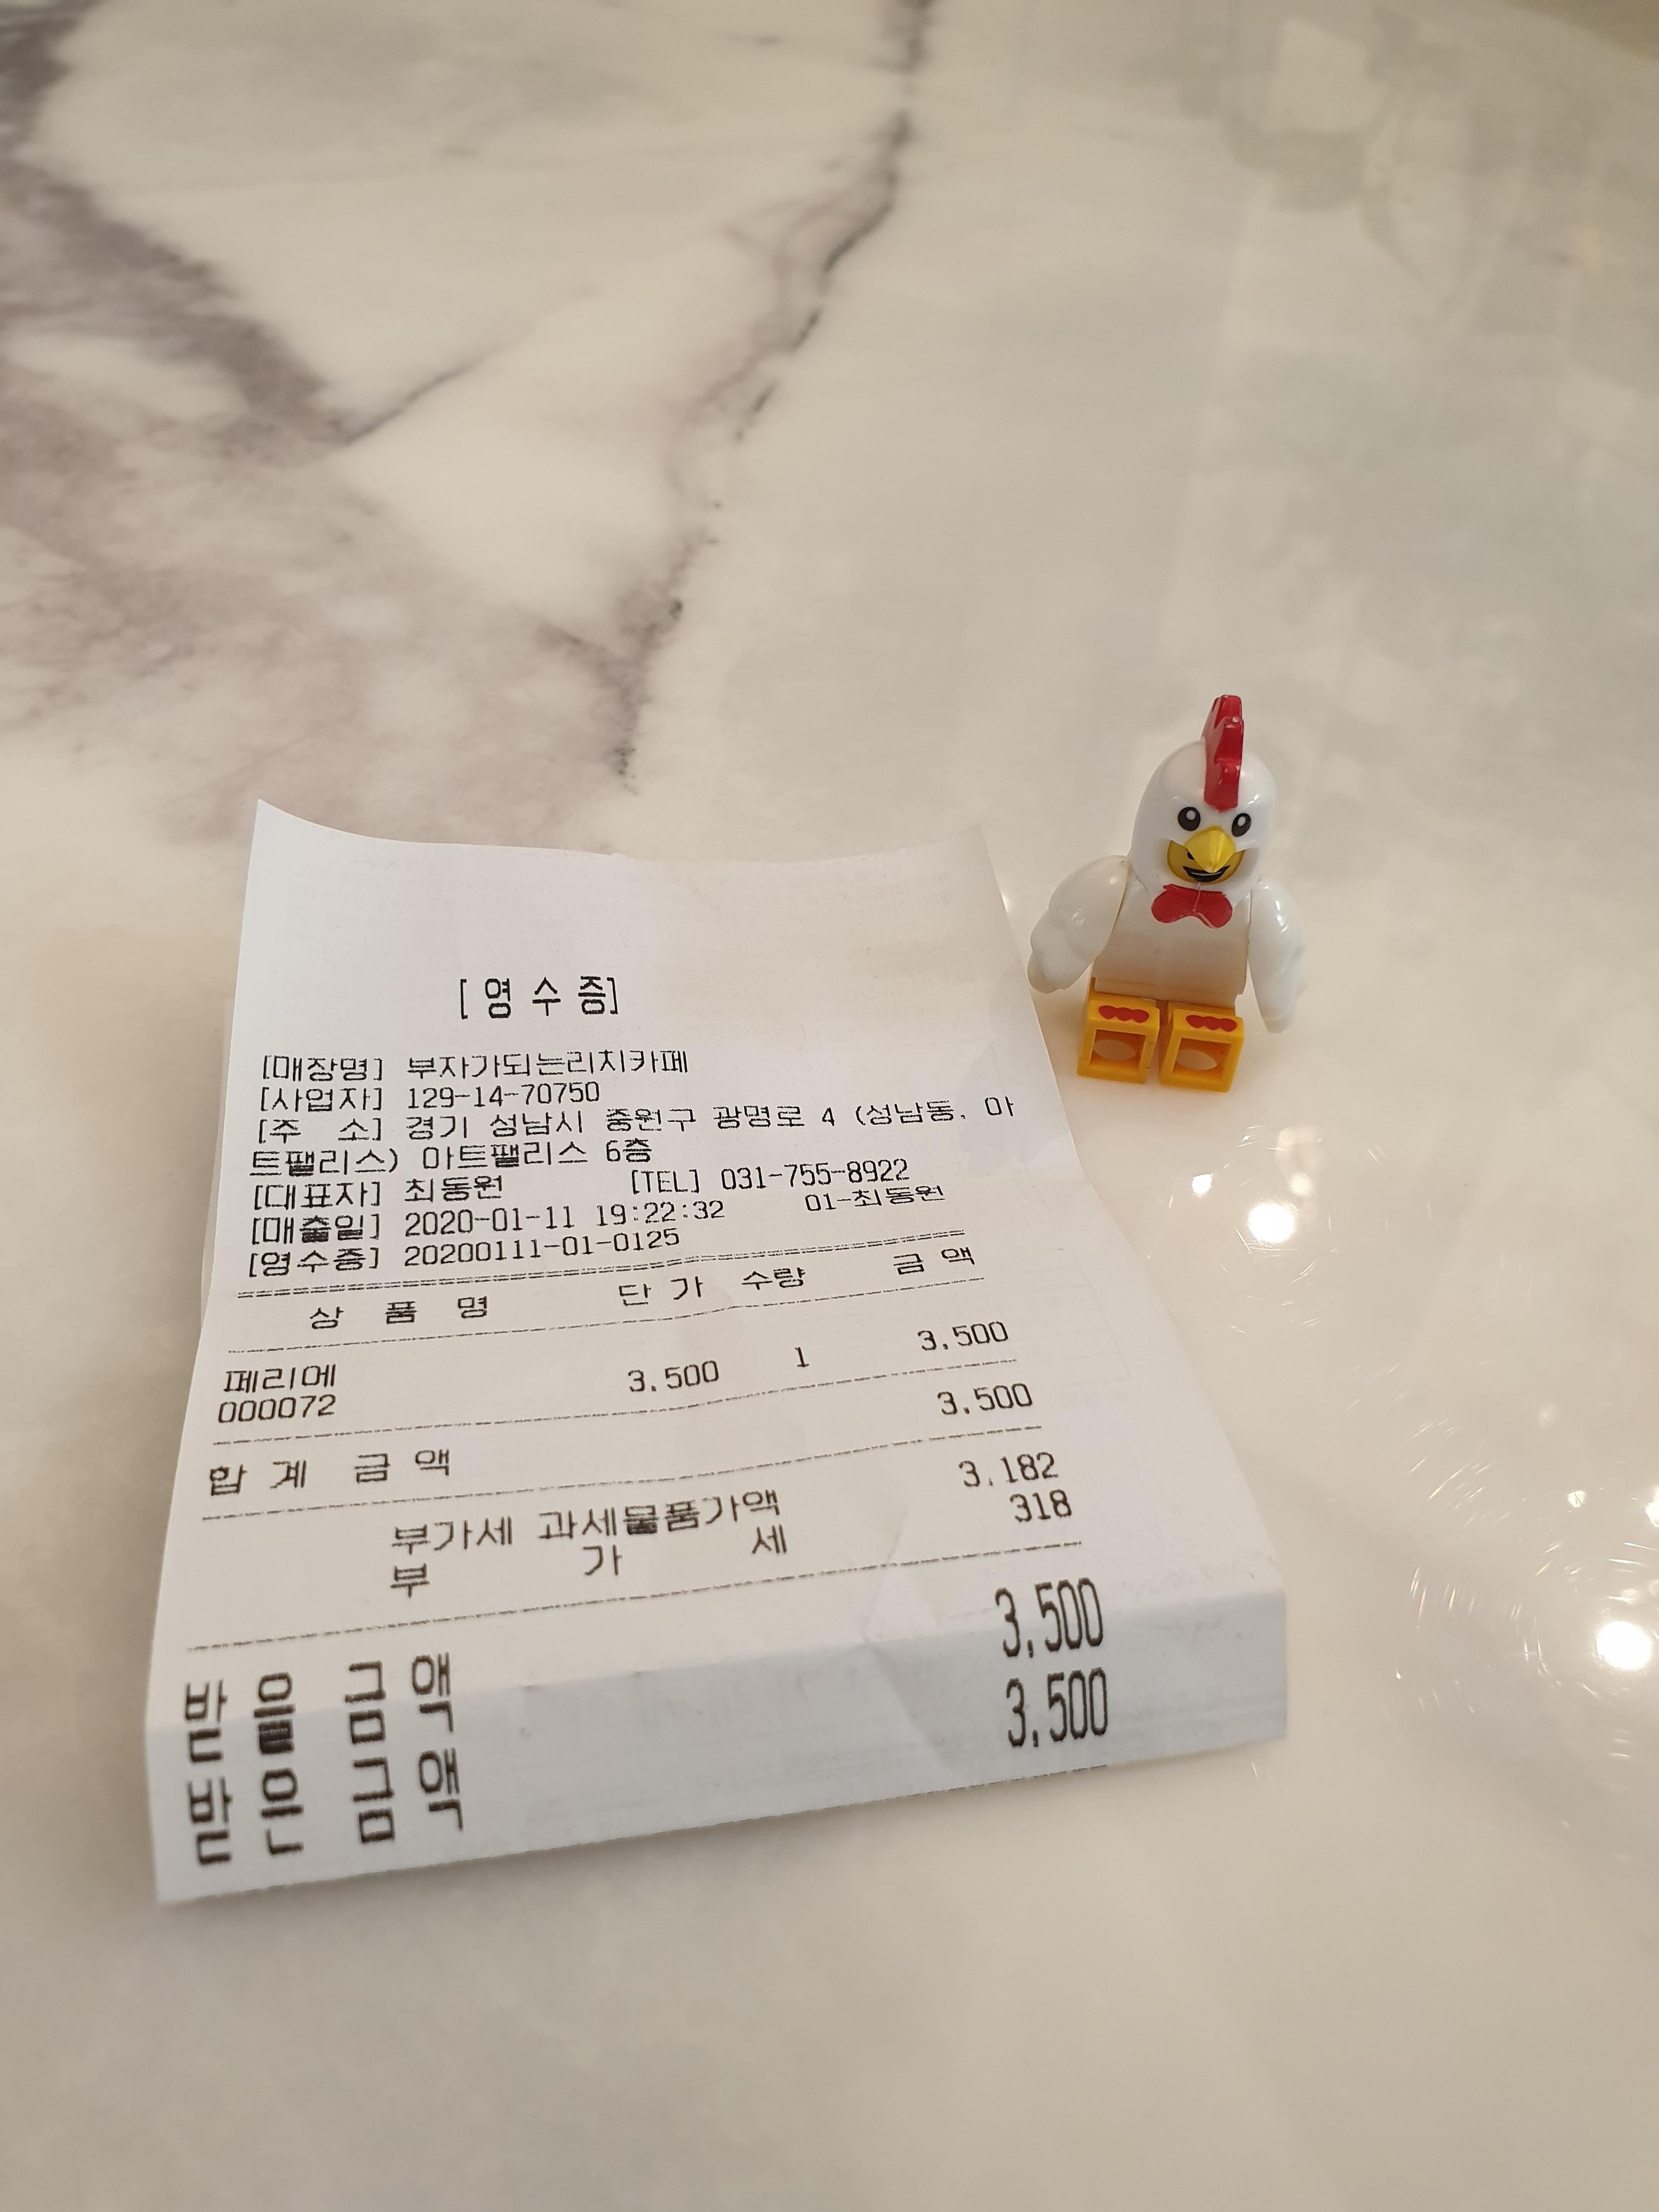 [ 영 수 증]
[매장명] 부자가되는리치카페
[사업자] 129-14-70750
[주 소] 경기 성남시 중원구 광명로 4 (성남동, 아
트팰리스) 아트팰리스 6층
[대표자] 최동원 [TEL] 031-755-8922
[매출일] 2020-01-11 19:22:32 01-최동원
[영수증] 20200111-01-0125
상 품 명 단 가 수량 금 액
페리에 3,500 1 3,500
000072
합 계 금 액 3,500
부가세 과세물품가액 3,182
부 가 세 318
받 을 금 액 3,500
받 은 금 액 3,500